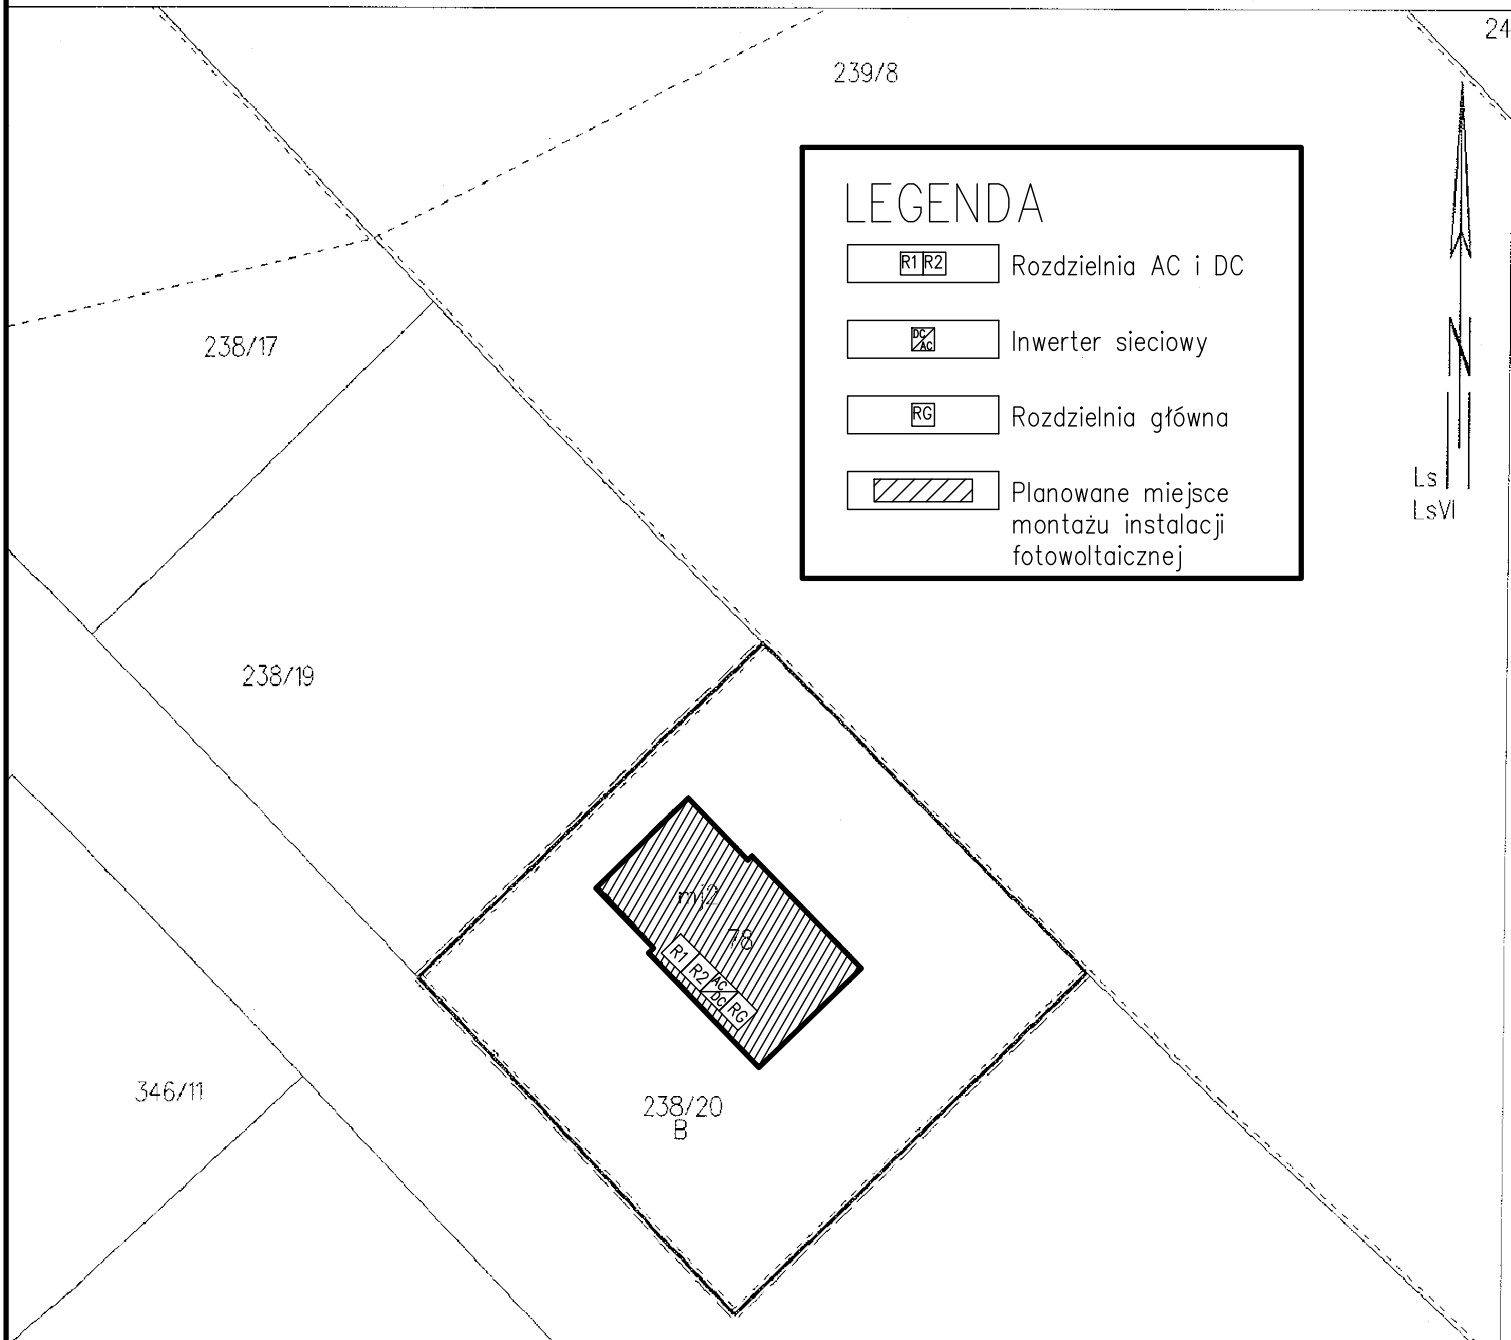 24
239/8
LEGENDA
R1 R2 Rozdzielnia AC i DC
DC/AC Inwerter sieciowy
RG Rozdzielnia główna
Planowane miejsce
montażu instalacji
fotowoltaicznej
N
Ls
LsVI
238/17
238/19
mj2
78
R1 R2 AC DC RG
346/11
238/20
B